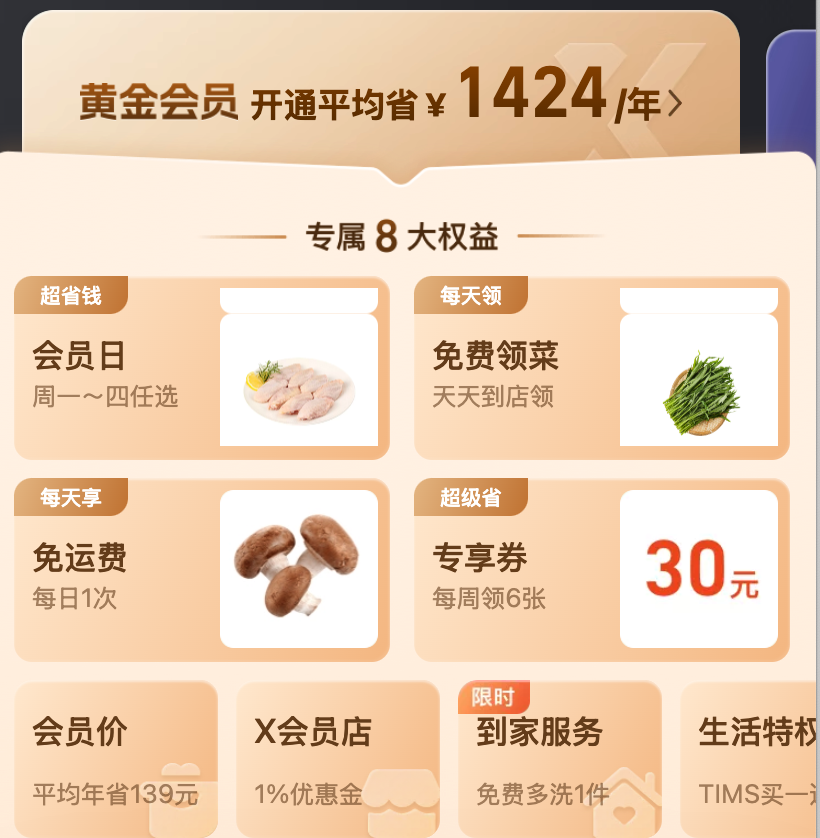 黄金会员 开通平均省¥1424/年>
专属8大权益
超省钱
会员日
周一～四任选
每天领
免费领菜
天天到店领
每天享
免运费
每日1次
超级省
专享券
每周领6张
30元
会员价
平均年省139元
X会员店
1%优惠金
限时
到家服务
免费多洗1件
生活特权
TIMS买一